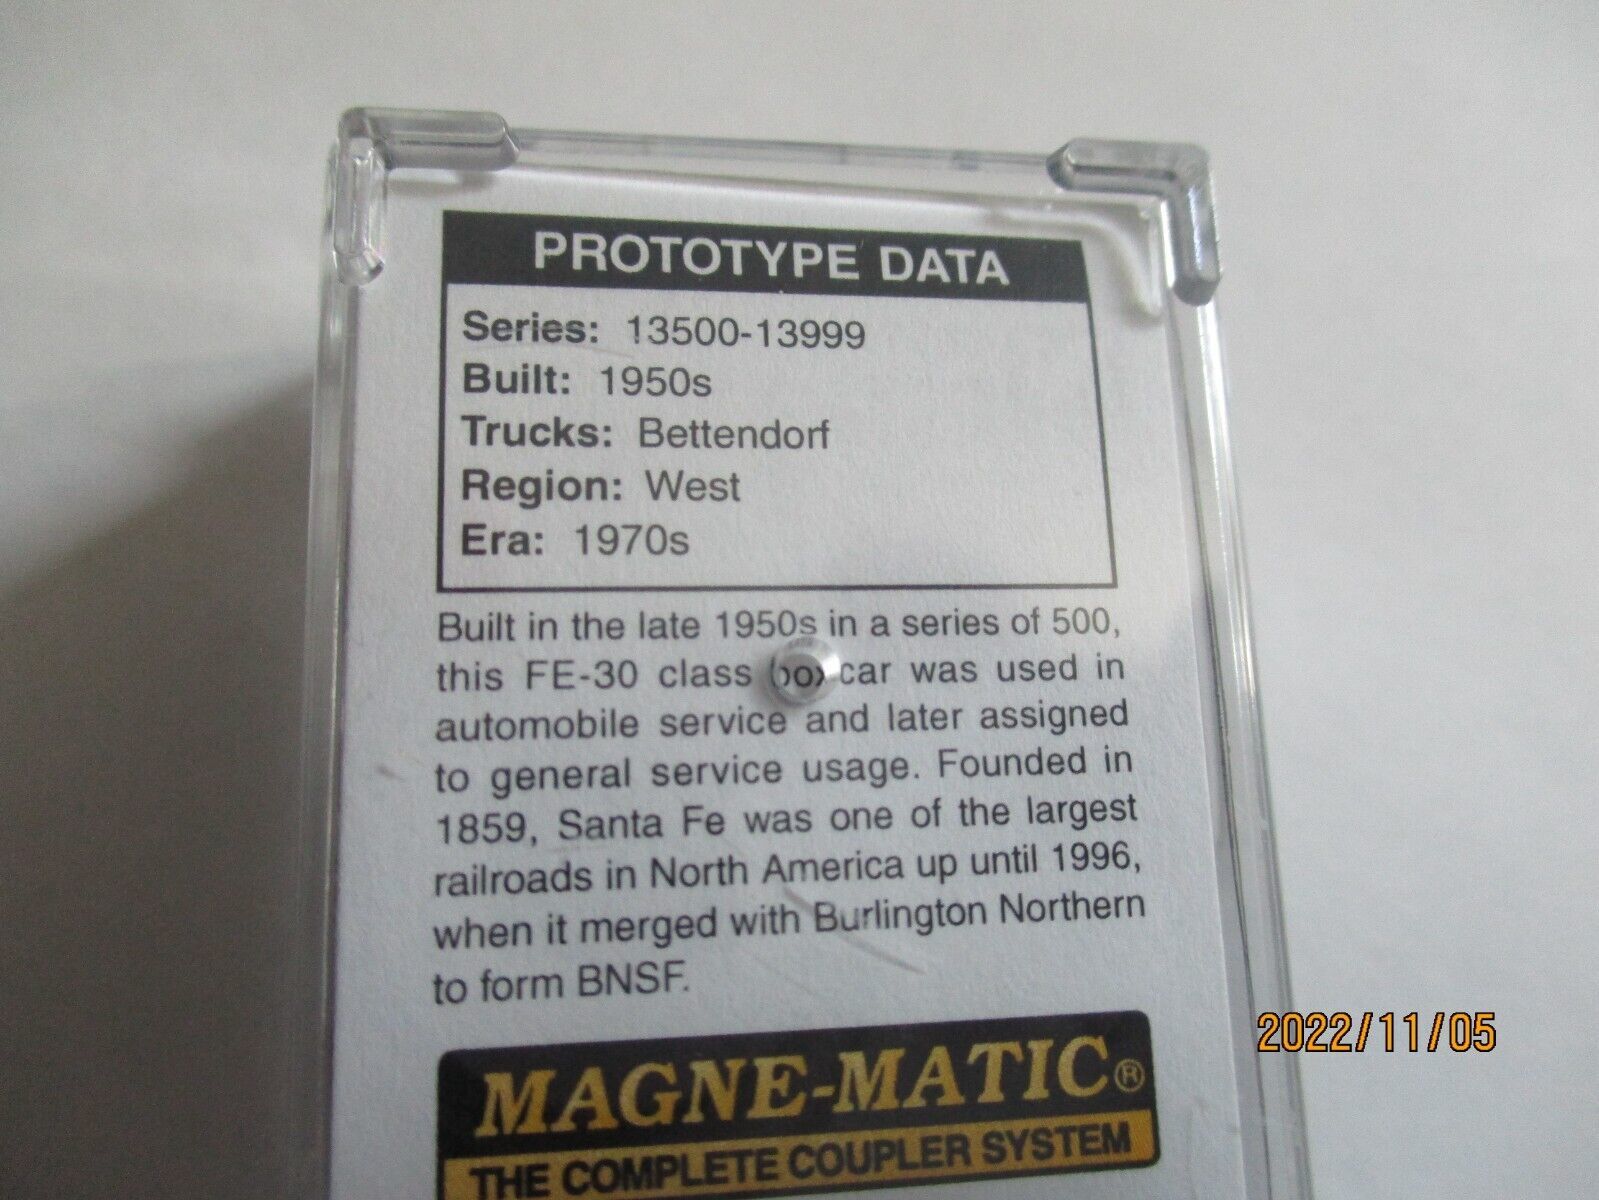 PROTOTYPE DATA
Series: 13500-13999
Built: 1950s
Trucks: Bettendorf
Region: West
Era: 1970s
Built in the late 1950s in a series of 500,
this FE-30 class boxcar was used in
automobile service and later assigned
to general service usage. Founded in
1859, Santa Fe was one of the largest
railroads in North America up until 1996,
when it merged with Burlington Northern
to form BNSF.
MAGNE-MATIC®
THE COMPLETE COUPLER SYSTEM
2022/11/05